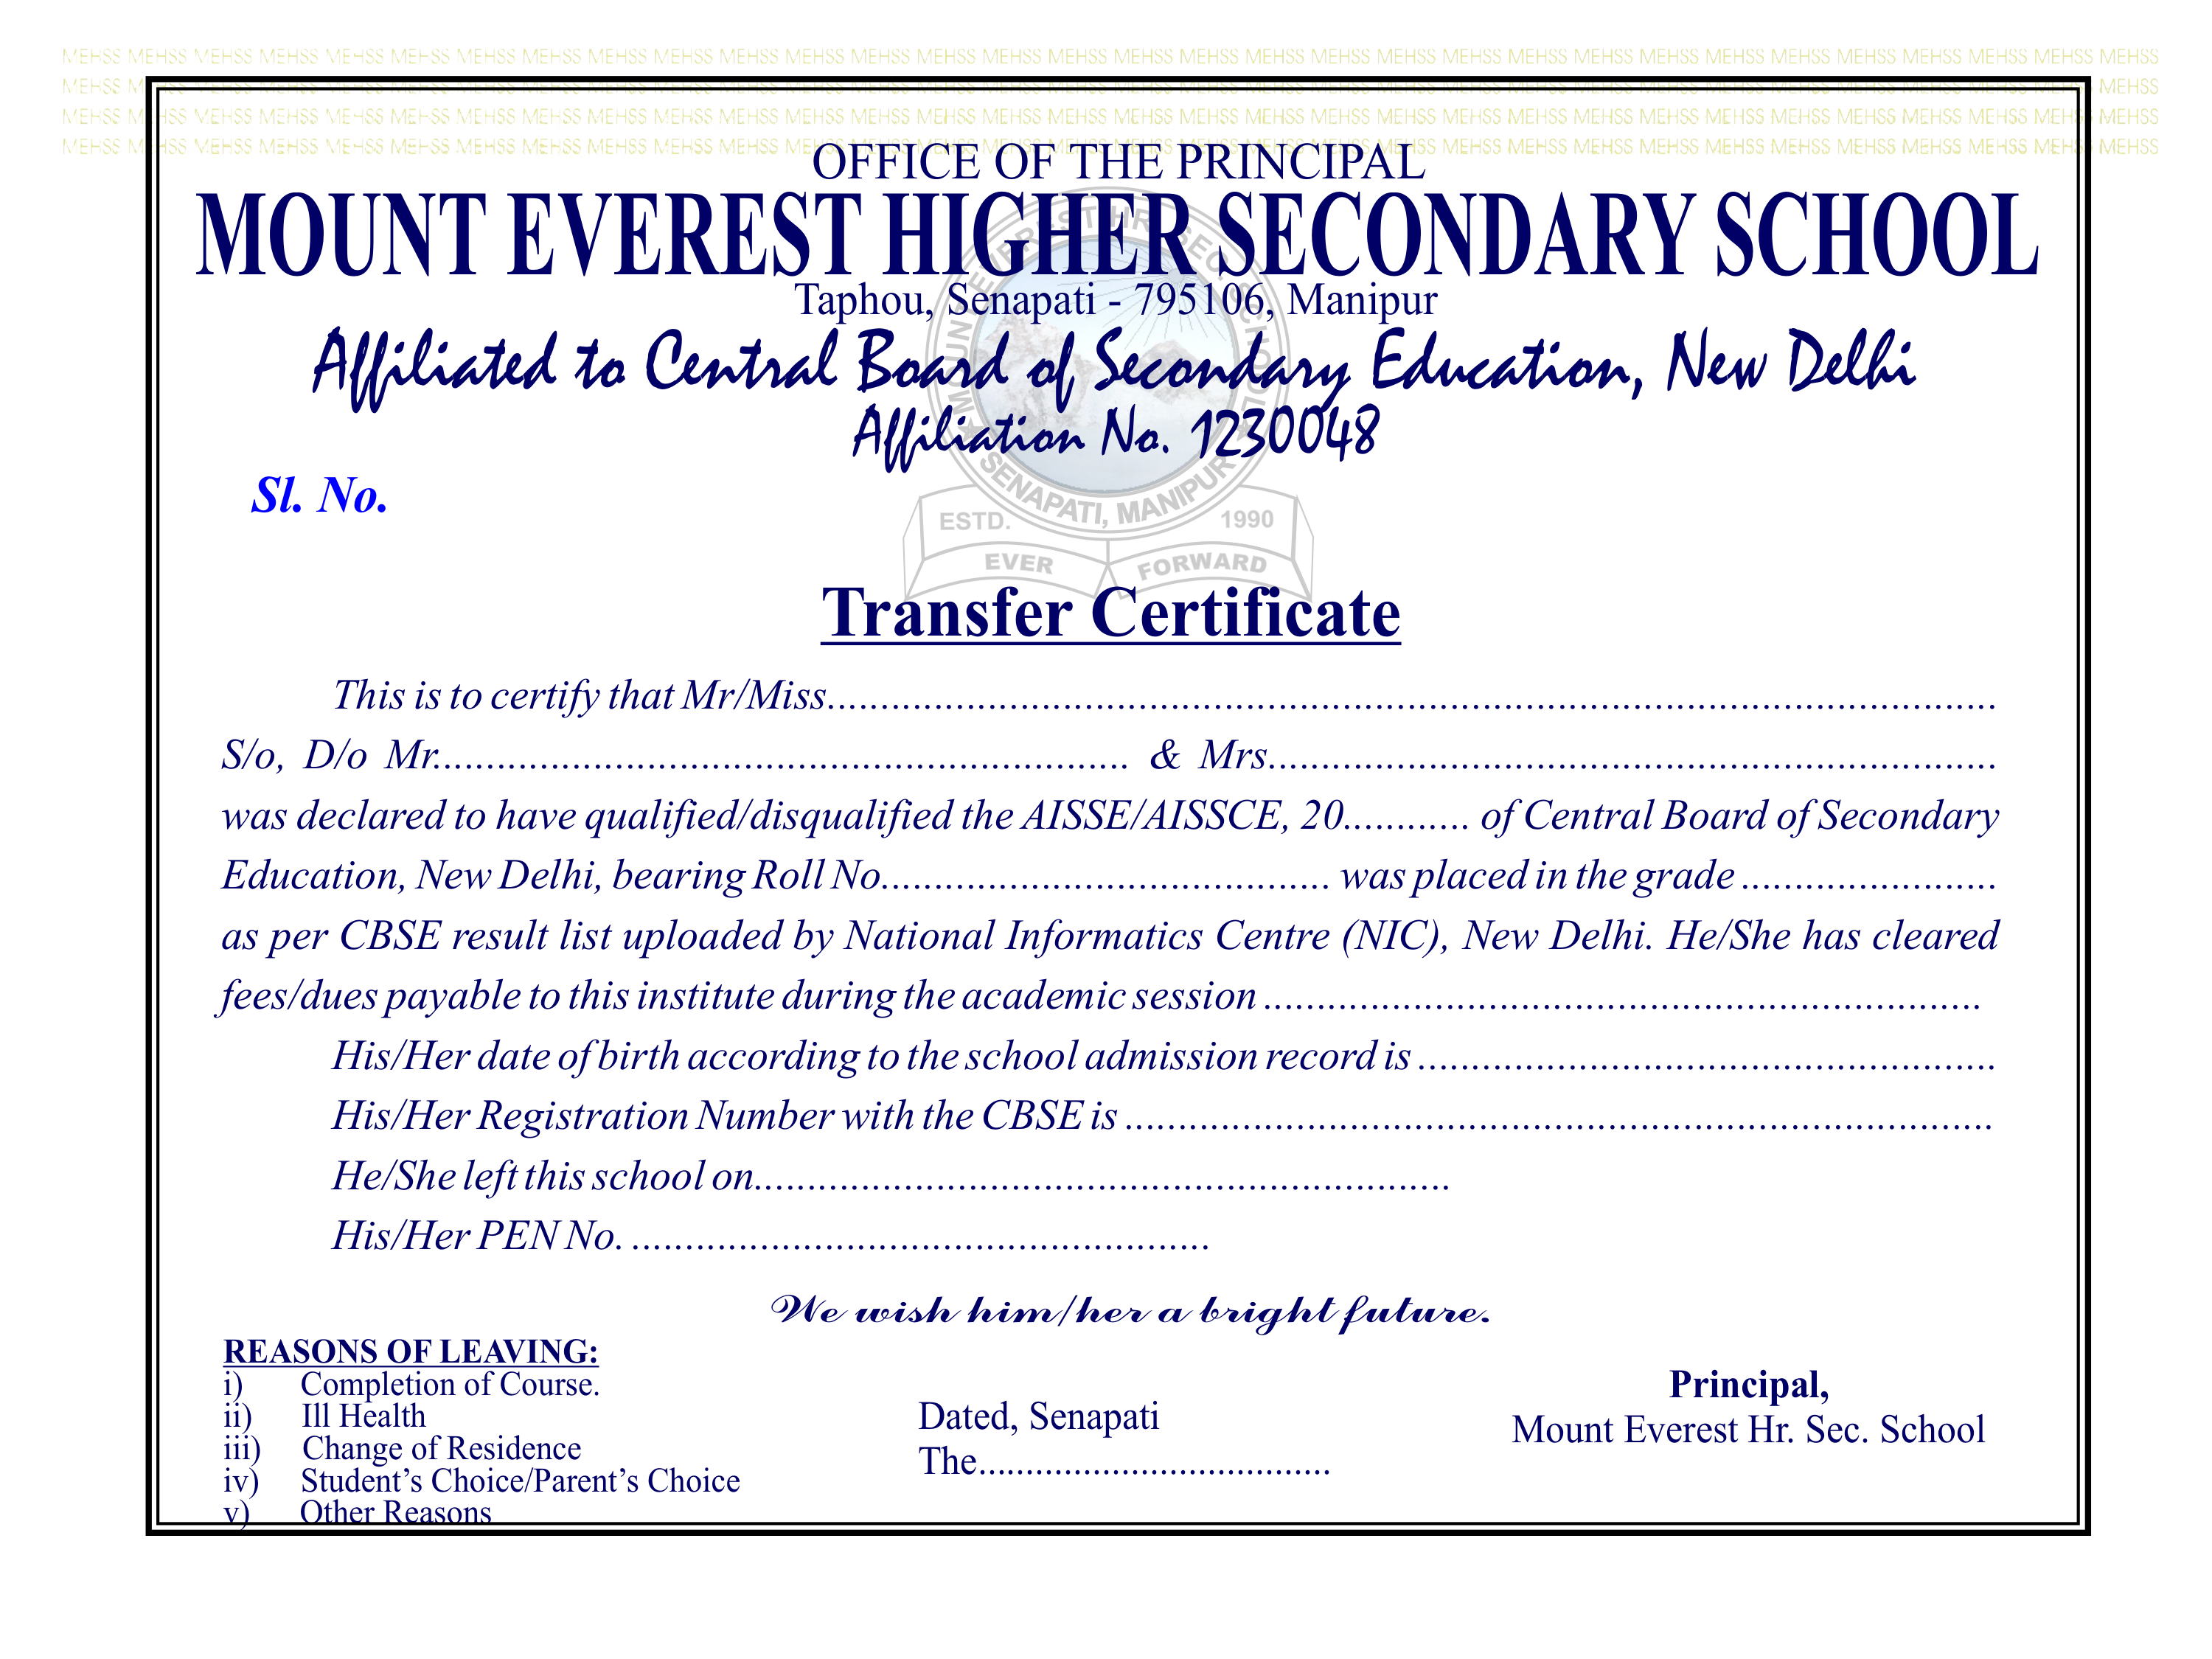 MEHSS MEHSS MEHSS MEHSS MEHSS MEHSS MEHSS MEHSS MEHSS MEHSS MEHSS MEHSS MEHSS MEHSS MEHSS MEHSS MEHSS MEHSS MEHSS MEHSS MEHSS MEHSS MEHSS MEHSS MEHSS MEHSS MEHSS MEHSS MEHSS MEHSS MEHSS MEHSS
OFFICE OF THE PRINCIPAL
MOUNT EVEREST HIGHER SECONDARY SCHOOL
Taphou, Senapati - 795106, Manipur
Affiliated to Central Board of Secondary Education, New Delhi
Affiliation No. 1230048
MOUNT EVEREST HR. SEC. SCHOOL
SENAPATI, MANIPUR
ESTD. 1990
EVER FORWARD
Sl. No.
Transfer Certificate
This is to certify that Mr/Miss....................
S/o, D/o Mr.................... & Mrs....................
was declared to have qualified/disqualified the AISSE/AISSCE, 20............ of Central Board of Secondary
Education, New Delhi, bearing Roll No.................... was placed in the grade ....................
as per CBSE result list uploaded by National Informatics Centre (NIC), New Delhi. He/She has cleared
fees/dues payable to this institute during the academic session ....................
His/Her date of birth according to the school admission record is ....................
His/Her Registration Number with the CBSE is ....................
He/She left this school on....................
His/Her PEN No. ....................
We wish him/her a bright future.
REASONS OF LEAVING:
i) Completion of Course.
ii) Ill Health
iii) Change of Residence
iv) Student's Choice/Parent's Choice
v) Other Reasons
Dated, Senapati
The....................
Principal,
Mount Everest Hr. Sec. School